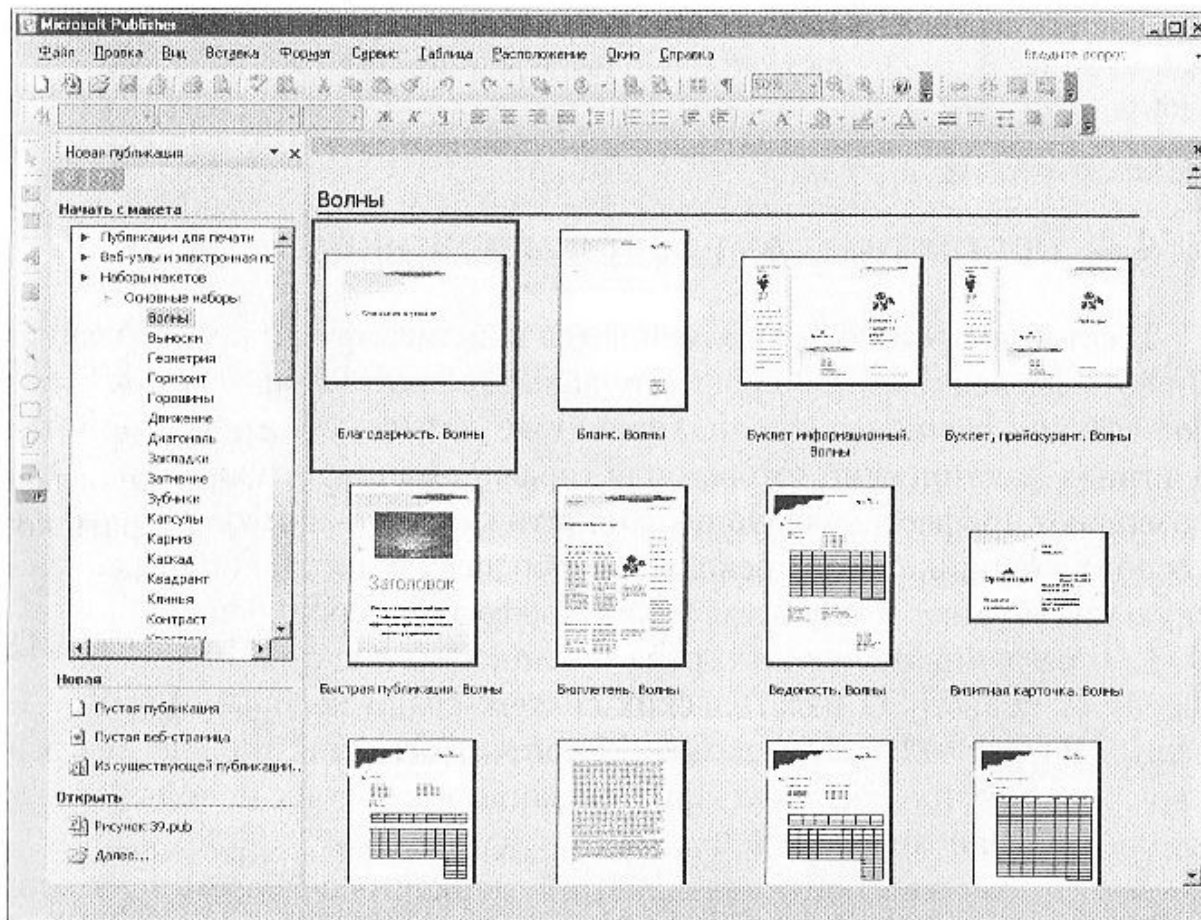 Microsoft Publisher
Файл Правка Вид Вставка Формат Сервис Таблица Расположение Окно Справка Введите вопрос
Ж К Ч
Новая публикация
Начать с макета
Публикации для печати
Веб-узлы и электронная по
Наборы макетов
Основные наборы
Волны
Выноски
Геометрия
Горизонт
Горошины
Движение
Диагональ
Закладки
Затмение
Зубчики
Капсулы
Карниз
Каскад
Квадрант
Клинья
Контраст
Новая
Пустая публикация
Пустая веб-страница
Из существующей публикации...
Открыть
Рисунок 39.pub
Далее...
Волны
Благодарность. Волны
Бланк. Волны
Буклет информационный. Волны
Буклет, прейскурант. Волны
Заголовок
Организация
Быстрая публикация. Волны
Бюллетень. Волны
Ведомость. Волны
Визитная карточка. Волны